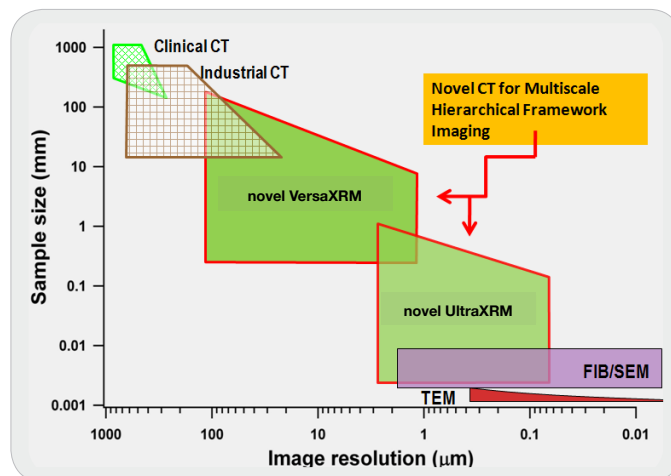 Clinical CT
Industrial CT
Novel CT for Multiscale
Hierarchical Framework
Imaging
novel VersaXRM
novel UltraXRM
FIB/SEM
TEM
Sample size (mm)
1000
100
10
1
0.1
0.01
0.001
1000 100 10 1 0.1 0.01
Image resolution (μm)